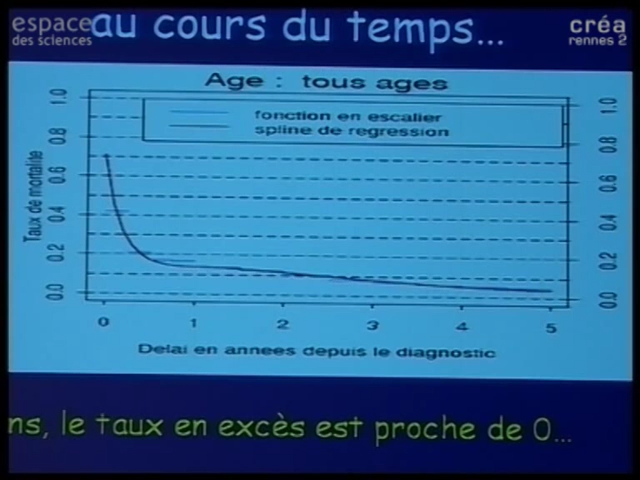 espace
des sciences
au cours du temps...
créa
rennes 2
Age : tous ages
fonction en escalier
spline de regression
Taux de mortalite
0.0 0.2 0.4 0.6 0.8 1.0
0.0 0.2 0.4 0.6 0.8 1.0
0 1 2 3 4 5
Delai en annees depuis le diagnostic
ns, le taux en excès est proche de 0...